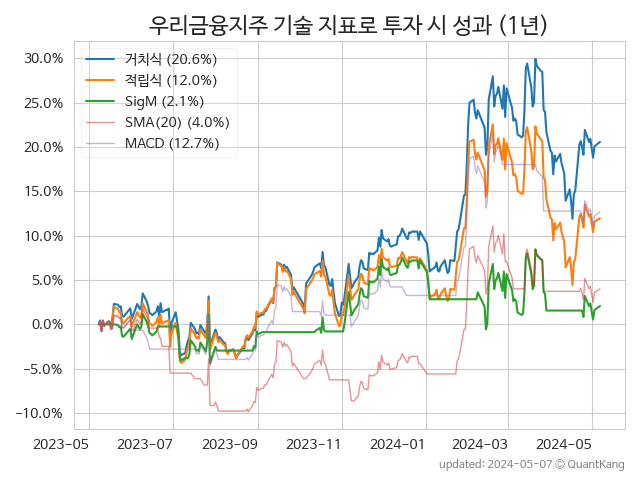 우리금융지주 기술 지표로 투자 시 성과 (1년)
거치식 (20.6%)
적립식 (12.0%)
SigM (2.1%)
SMA(20) (4.0%)
MACD (12.7%)
30.0%
25.0%
20.0%
15.0%
10.0%
5.0%
0.0%
−5.0%
−10.0%
2023-05 2023-07 2023-09 2023-11 2024-01 2024-03 2024-05
updated: 2024-05-07 © QuantKang